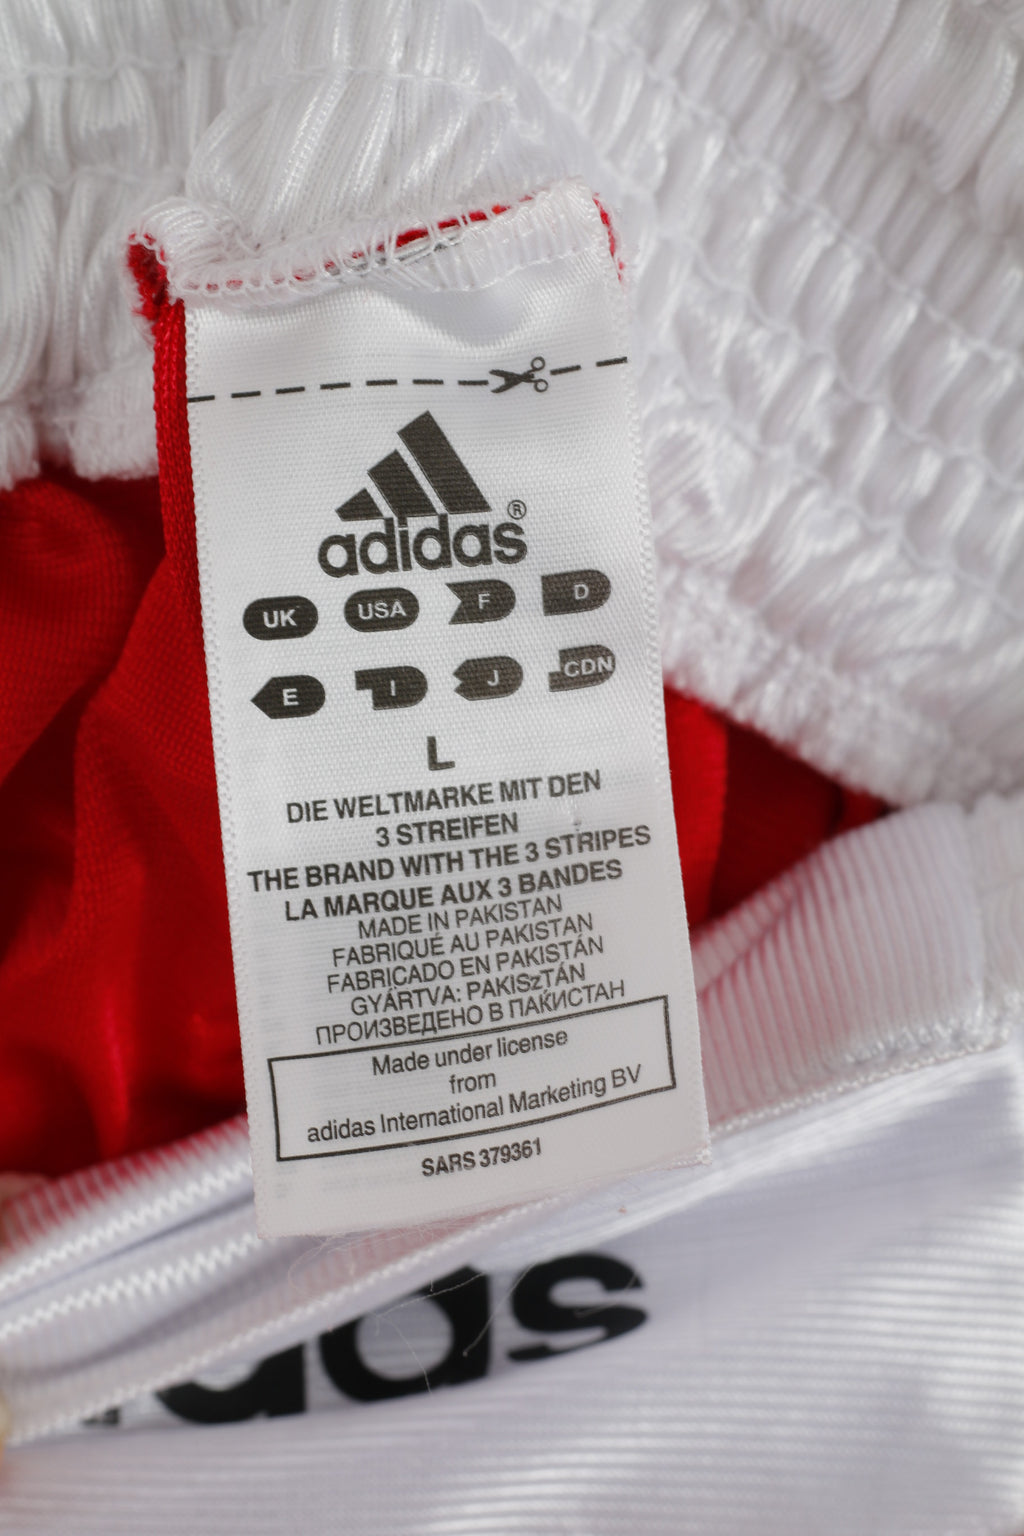 adidas®
UK USA F D
E I J CDN
L
DIE WELTMARKE MIT DEN
3 STREIFEN
THE BRAND WITH THE 3 STRIPES
LA MARQUE AUX 3 BANDES
MADE IN PAKISTAN
FABRIQUÉ AU PAKISTAN
FABRICADO EN PAKISTÁN
GYÁRTVA: PAKISzTÁN
ПРОИЗВЕДЕНО В ПАКИСТАН
Made under license
from
adidas International Marketing BV
SARS 379361
das